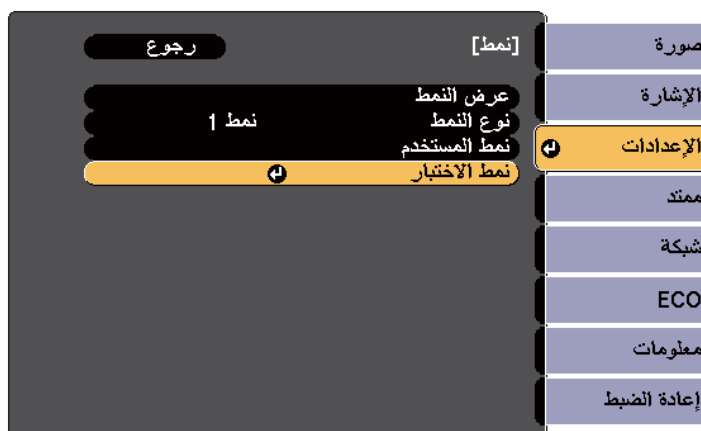 صورة
الإشارة
الإعدادات
ممتد
شبكة
ECO
معلومات
إعادة الضبط
[نمط] رجوع
عرض النمط
نوع النمط نمط 1
نمط المستخدم
نمط الاختبار